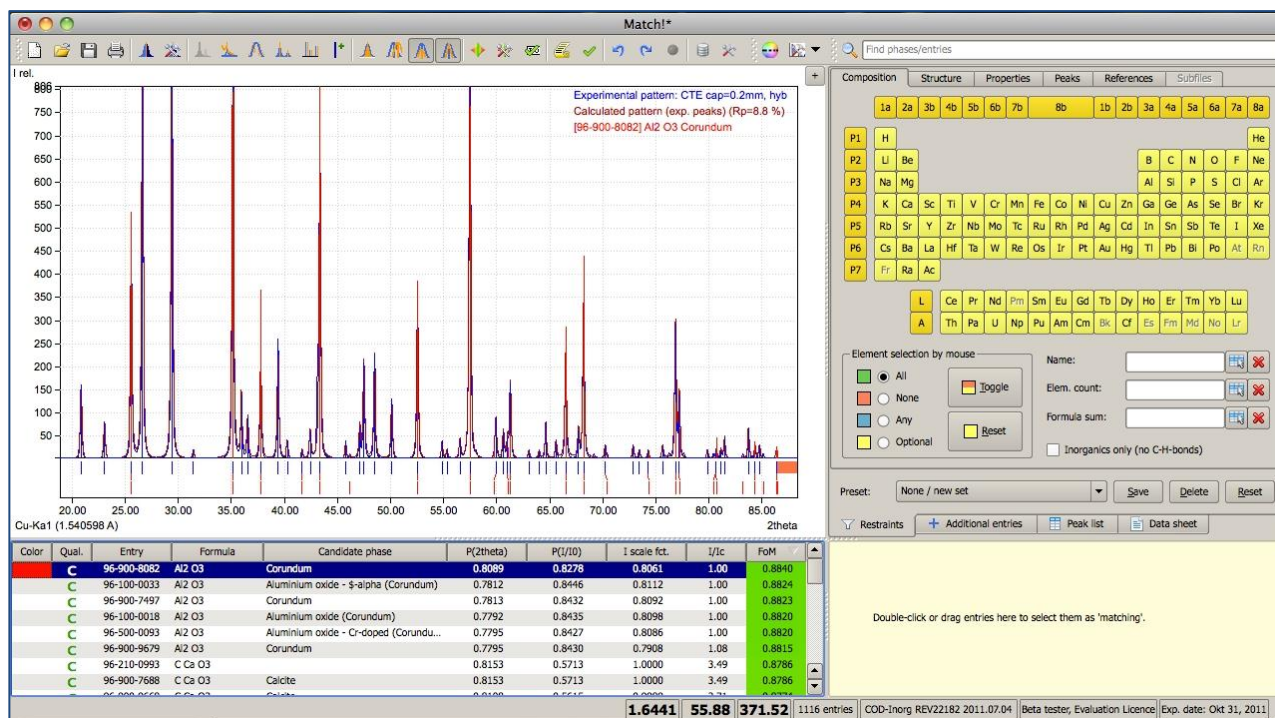 Match!*
Find phases/entries
I rel.
800
750
700
650
600
550
500
450
400
350
300
250
200
150
100
50
Experimental pattern: CTE cap=0.2mm, hyb
Calculated pattern (exp. peaks) (Rp=8.8 %)
[96-900-8082] Al2 O3 Corundum
20.00 25.00 30.00 35.00 40.00 45.00 50.00 55.00 60.00 65.00 70.00 75.00 80.00 85.00
Cu-Ka1 (1.540598 A) 2theta
Composition Structure Properties Peaks References Subfiles
1a 2a 3b 4b 5b 6b 7b 8b 1b 2b 3a 4a 5a 6a 7a 8a
P1 H He
P2 Li Be B C N O F Ne
P3 Na Mg Al Si P S Cl Ar
P4 K Ca Sc Ti V Cr Mn Fe Co Ni Cu Zn Ga Ge As Se Br Kr
P5 Rb Sr Y Zr Nb Mo Tc Ru Rh Pd Ag Cd In Sn Sb Te I Xe
P6 Cs Ba La Hf Ta W Re Os Ir Pt Au Hg Tl Pb Bi Po At Rn
P7 Fr Ra Ac
L Ce Pr Nd Pm Sm Eu Gd Tb Dy Ho Er Tm Yb Lu
A Th Pa U Np Pu Am Cm Bk Cf Es Fm Md No Lr
Element selection by mouse
All
None
Any
Optional
Toggle
Reset
Name:
Elem. count:
Formula sum:
Inorganics only (no C-H-bonds)
Preset: None / new set Save Delete Reset
Restraints Additional entries Peak list Data sheet
Color Qual. Entry Formula Candidate phase P(2theta) P(I/I0) I scale fct. I/Ic FoM
C 96-900-8082 Al2 O3 Corundum 0.8089 0.8278 0.8061 1.00 0.8840
C 96-100-0033 Al2 O3 Aluminium oxide - $-alpha (Corundum) 0.7812 0.8446 0.8112 1.00 0.8824
C 96-900-7497 Al2 O3 Corundum 0.7813 0.8432 0.8092 1.00 0.8823
C 96-100-0018 Al2 O3 Aluminium oxide (Corundum) 0.7792 0.8435 0.8098 1.00 0.8820
C 96-500-0093 Al2 O3 Aluminium oxide - Cr-doped (Corundu... 0.7795 0.8427 0.8086 1.00 0.8820
C 96-900-9679 Al2 O3 Corundum 0.7795 0.8430 0.7908 1.08 0.8815
C 96-210-0993 C Ca O3 0.8153 0.5713 1.0000 3.49 0.8786
C 96-900-7688 C Ca O3 Calcite 0.8153 0.5713 1.0000 3.49 0.8786
Double-click or drag entries here to select them as 'matching'.
1.6441 55.88 371.52 1116 entries COD-Inorg REV22182 2011.07.04 Beta tester, Evaluation Licence Exp. date: Okt 31, 2011